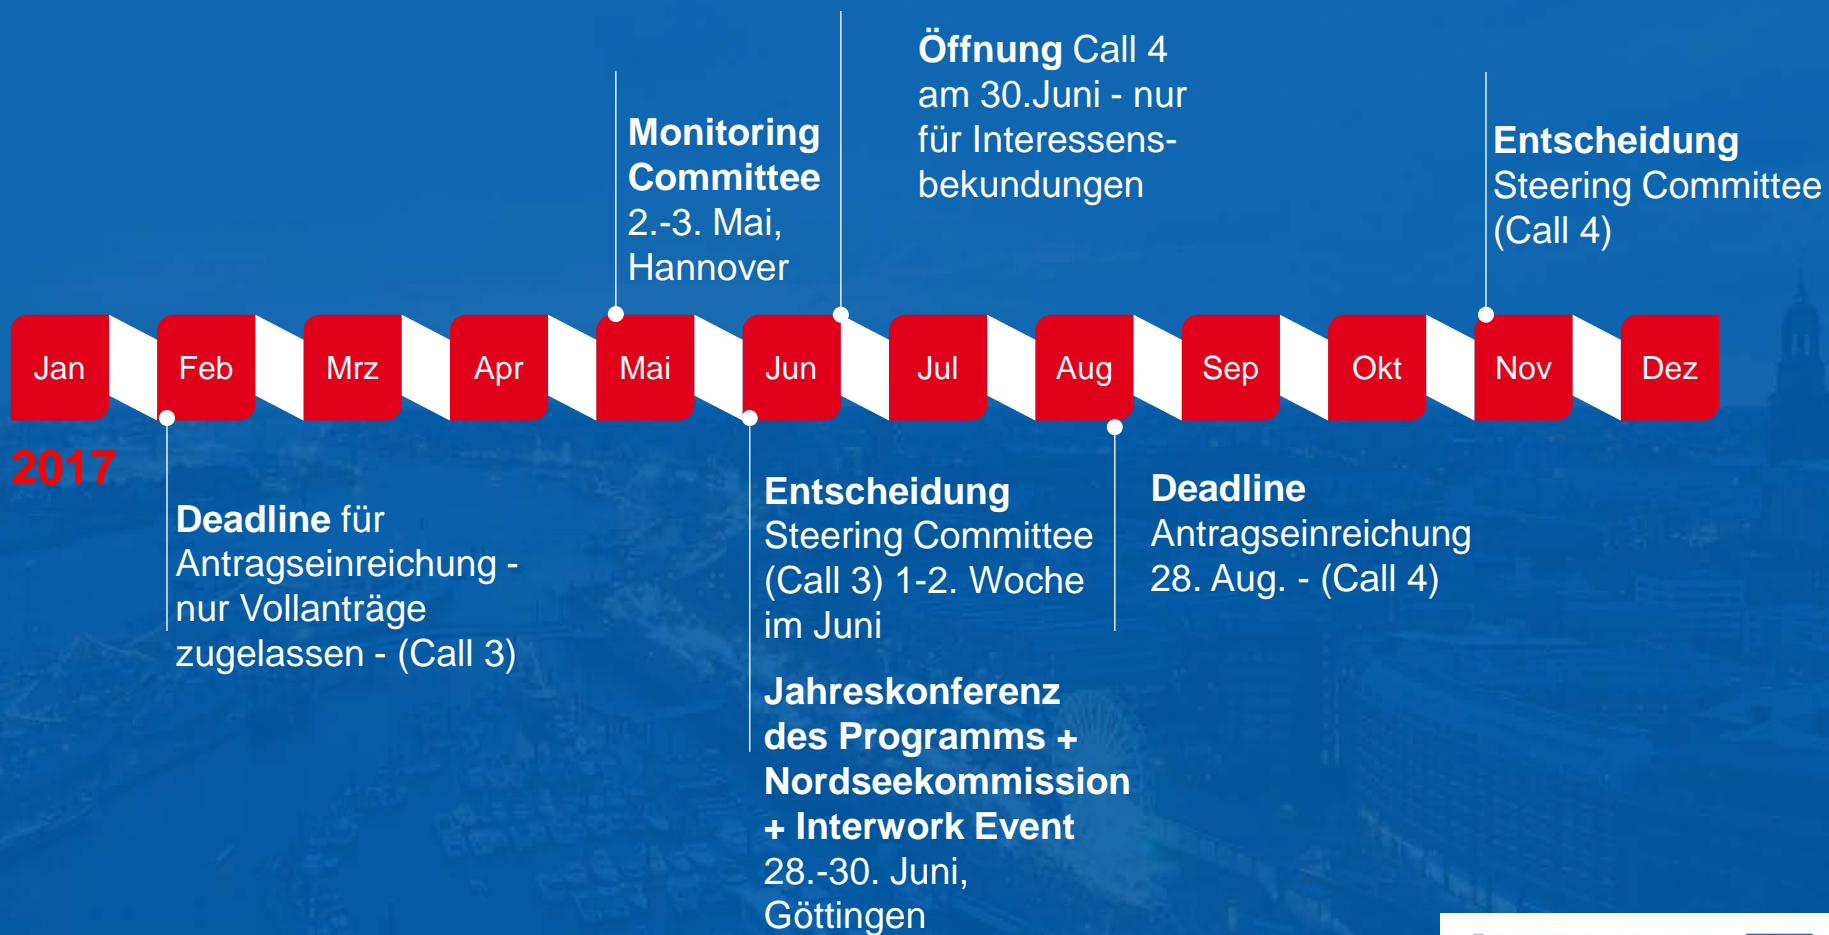 Öffnung Call 4
am 30.Juni - nur
für Interessens-
bekundungen
Monitoring
Committee
2.-3. Mai,
Hannover
Entscheidung
Steering Committee
(Call 4)
Jan
Feb
Mrz
Apr
Mai
Jun
Jul
Aug
Sep
Okt
Nov
Dez
2017
Deadline für
Antragseinreichung -
nur Vollanträge
zugelassen - (Call 3)
Entscheidung
Steering Committee
(Call 3) 1-2. Woche
im Juni
Jahreskonferenz
des Programms +
Nordseekommission
+ Interwork Event
28.-30. Juni,
Göttingen
Deadline
Antragseinreichung
28. Aug. - (Call 4)